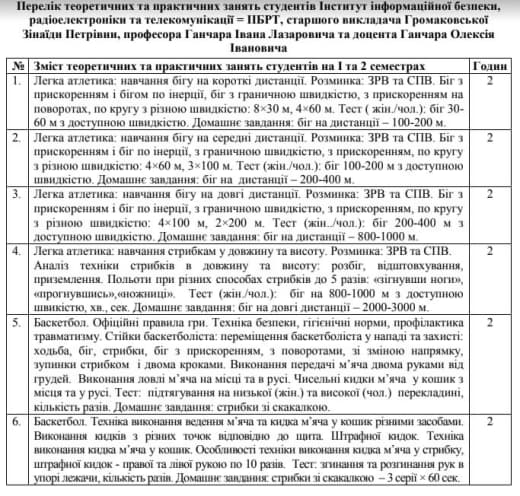 Перелік теоретичних та практичних занять студентів Інститут інформаційної безпеки,
радіоелектроніки та телекомунікації = ІІБРТ, старшого викладача Громаковської
Зінаїди Петрівни, професора Ганчара Івана Лазаровича та доцента Ганчара Олексія
Івановича
№ Зміст теоретичних та практичних занять студентів на І та 2 семестрах Годин
1. Легка атлетика: навчання бігу на короткі дистанції. Розминка: ЗРВ та СПВ. Біг з 2
прискоренням і бігом по інерції, біг з граничною швидкістю, з прискоренням на
поворотах, по кругу з різною швидкістю: 8×30 м, 4×60 м. Тест ( жін./чол.): біг 30-
60 м з доступною швидкістю. Домашнє завдання: біг на дистанції – 100-200 м.
2. Легка атлетика: навчання бігу на середні дистанції. Розминка: ЗРВ та СПВ. Біг з 2
прискоренням і біг по інерції, з граничною швидкістю, з прискоренням, по кругу
з різною швидкістю: 4×60 м, 3×100 м. Тест (жін./чол.): біг 100-200 м з доступною
швидкістю. Домашнє завдання: біг на дистанції – 200-400 м.
3. Легка атлетика: навчання бігу на довгі дистанції. Розминка: ЗРВ та СПВ. Біг з 2
прискоренням і біг по інерції, з граничною швидкістю, з прискоренням, по кругу
з різною швидкістю: 4×100 м, 2×200 м. Тест (жін../чол.): біг 200-400 м з
доступною швидкістю. Домашнє завдання: біг на дистанції – 800-1000 м.
4. Легка атлетика: навчання стрибкам у довжину та висоту. Розминка: ЗРВ та СПВ. 2
Аналіз техніки стрибків в довжину та висоту: розбіг, відштовхування,
приземлення. Польоти при різних способах стрибків до 5 разів: «зігнувши ноги»,
«прогнувшись»,«ножниці». Тест (жін./чол.): біг на 800-1000 м з доступною
швикістю, хв., сек. Домашнє завдання: біг на довгі дистанції – 2000-3000 м.
5. Баскетбол. Офіційні правила гри. Техніка безпеки, гігієнічні норми, профілактика 2
травматизму. Стійки баскетболіста: переміщення баскетболіста у нападі та захисті:
ходьба, біг, стрибки, біг з прискоренням, з поворотами, зі зміною напрямку,
зупинки стрибком і двома кроками. Виконання передачі м’яча двома руками від
грудей. Виконання ловлі м’яча на місці та в русі. Чисельні кидки м’яча у кошик з
місця та у русі. Тест: підтягування на низької (жін.) та високої (чол.) перекладині,
кількість разів. Домашнє завдання: стрибки зі скакалкою.
6. Баскетбол. Техніка виконання ведення м’яча та кидка м’яча у кошик різними засобами. 2
Виконання кидків з різних точок відповідно до щита. Штрафної кидок. Техніка
виконання кидка м’яча у кошик. Особливості техніки виконання м’яча у стрибку,
штрафної кидок - правої та лівої рукою по 10 разів. Тест: згинання та розгинання рук в
упорі лежачи, кількість разів. Домашнє завдання: стрибки зі скакалкою – 3 серії × 60 сек.